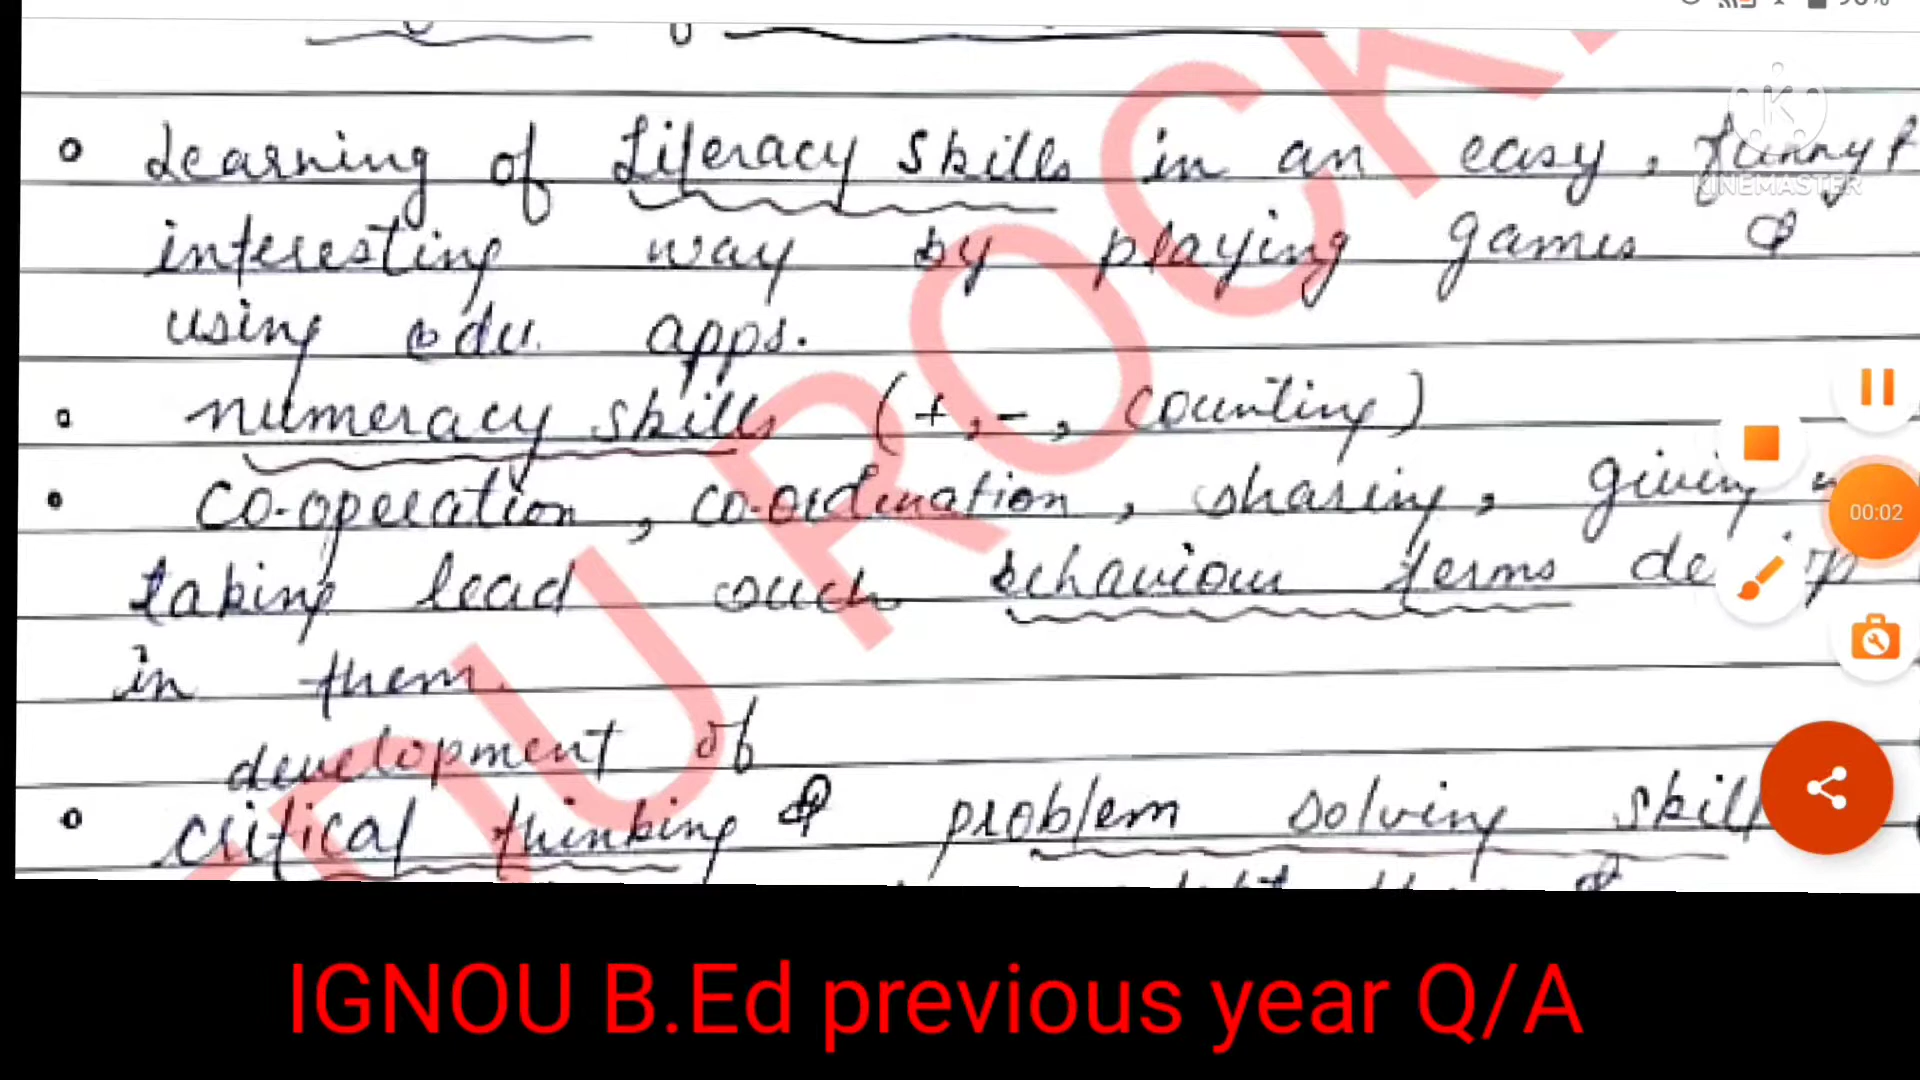 • Learning of Literacy skills in an easy, funny &
interesting way by playing games &
using edu. apps.
• numeracy skills (+, -, counting)
• co-operation, co-ordination, sharing, giving
taking lead such behaviour terms
in them.
development of
• critical thinking & problem solving skill
KINEMASTER
00:02
IGNOU B.Ed previous year Q/A